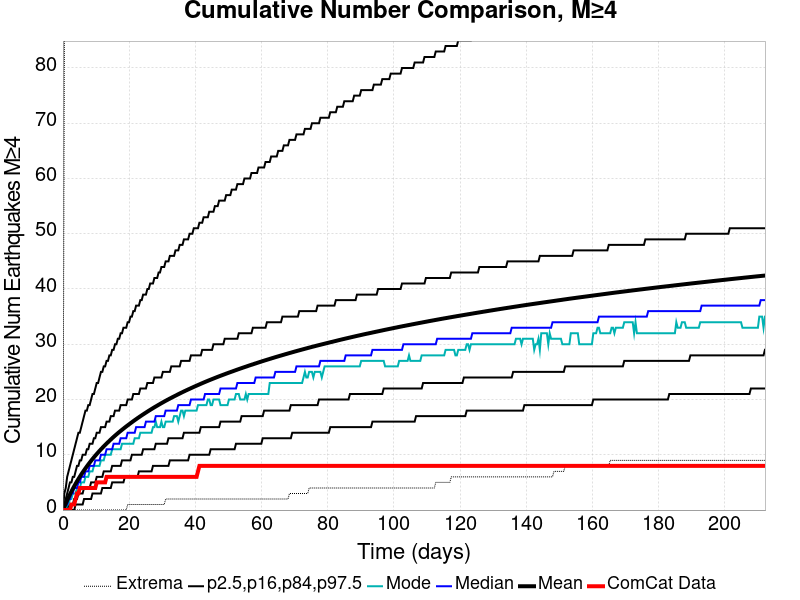 Cumulative Number Comparison, M≥4
Cumulative Num Earthquakes M≥4
80
70
60
50
40
30
20
10
0
0 20 40 60 80 100 120 140 160 180 200
Time (days)
Extrema p2.5,p16,p84,p97.5 Mode Median Mean ComCat Data